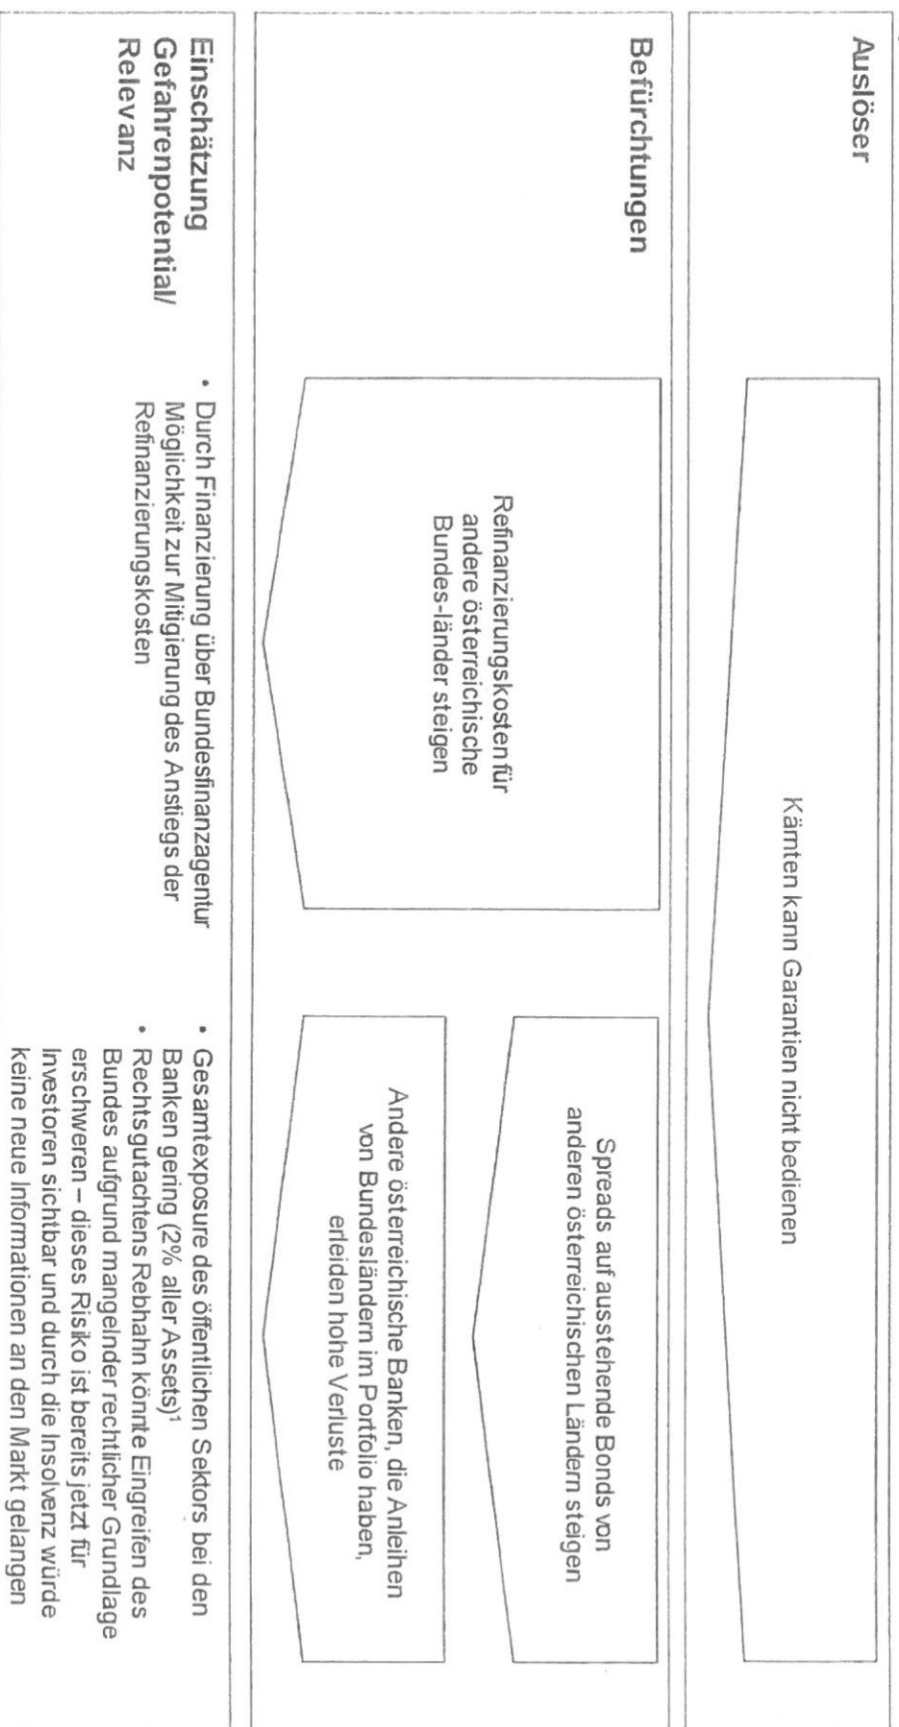 Auslöser
Kärnten kann Garantien nicht bedienen
Befürchtungen
Refinanzierungskosten für
andere österreichische
Bundes-länder steigen
Spreads auf ausstehende Bonds von
anderen österreichischen Ländern steigen
Andere österreichische Banken, die Anleihen
von Bundesländern im Portfolio haben,
erleiden hohe Verluste
Einschätzung
Gefahrenpotential/
Relevanz
• Durch Finanzierung über Bundesfinanzagentur
Möglichkeit zur Mitigierung des Anstiegs der
Refinanzierungskosten
• Gesamtexposure des öffentlichen Sektors bei den
Banken gering (2% aller Assets)¹
• Rechtsgutachtens Rebhahn könnte Eingreifen des
Bundes aufgrund mangelnder rechtlicher Grundlage
erschweren – dieses Risiko ist bereits jetzt für
Investoren sichtbar und durch die Insolvenz würde
keine neue Informationen an den Markt gelangen